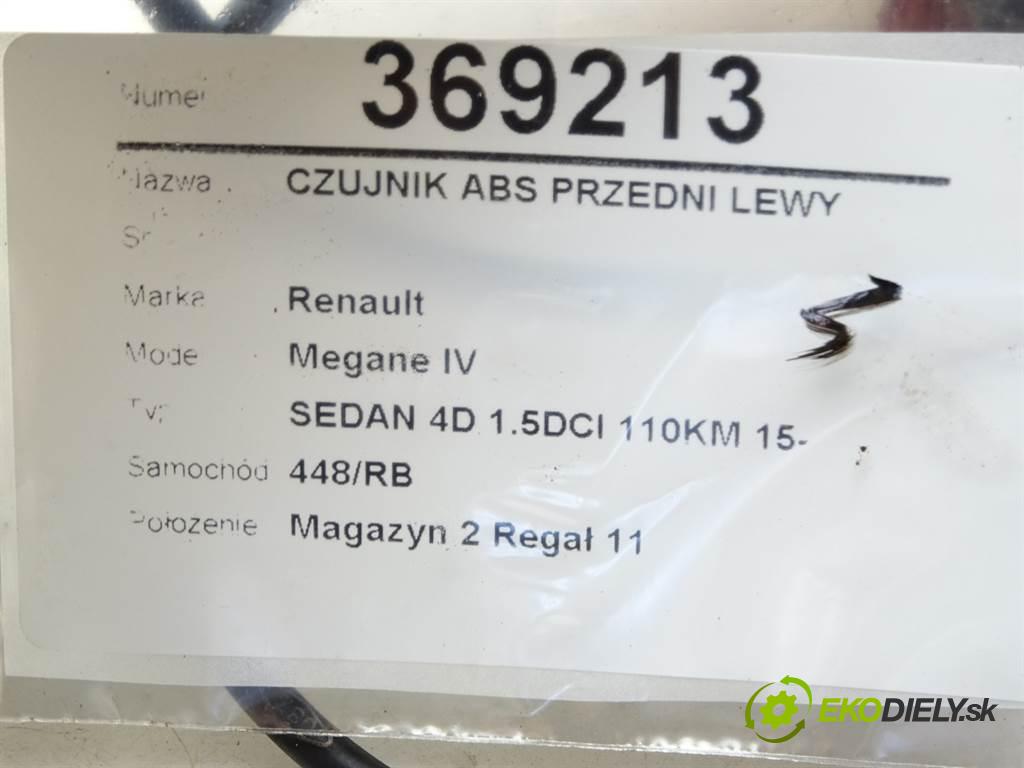 Numer 369213
Nazwa CZUJNIK ABS PRZEDNI LEWY
Marka Renault
Mode Megane IV
SEDAN 4D 1.5DCI 110KM 15-
Samochód 448/RB
Położenie Magazyn 2 Regał 11
EKODIELY.sk